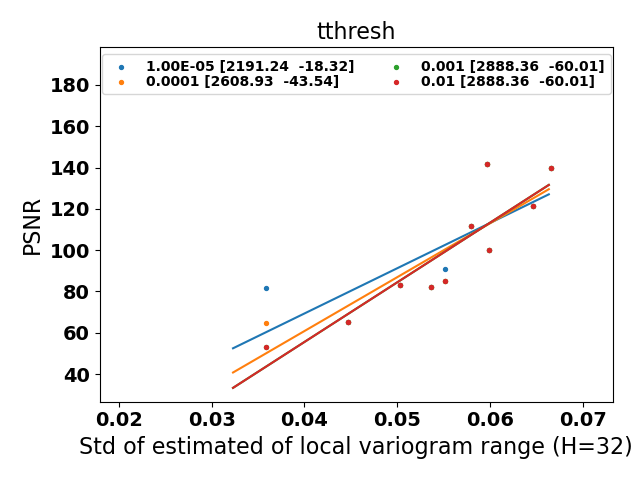 tthresh
1.00E-05 [2191.24  -18.32]
0.0001 [2608.93  -43.54]
0.001 [2888.36  -60.01]
0.01 [2888.36  -60.01]
PSNR
180
160
140
120
100
80
60
40
0.02 0.03 0.04 0.05 0.06 0.07
Std of estimated of local variogram range (H=32)